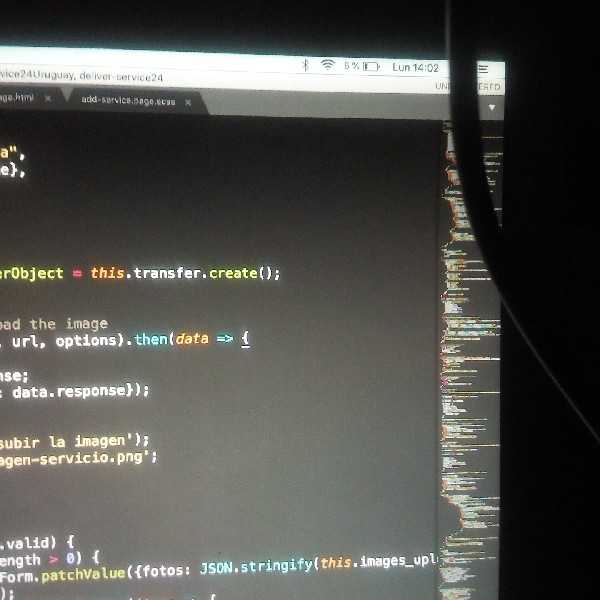 vice24Uruguay, deliver-service24
8% Lun 14:02
age.html × add-service.page.scss ×
a",
e},
erObject = this.transfer.create();
oad the image
, url, options).then(data => {
nse;
: data.response});
subir la imagen');
agen-servicio.png';
.valid) {
ength > 0) {
Form.patchValue({fotos: JSON.stringify(this.images_upl
);